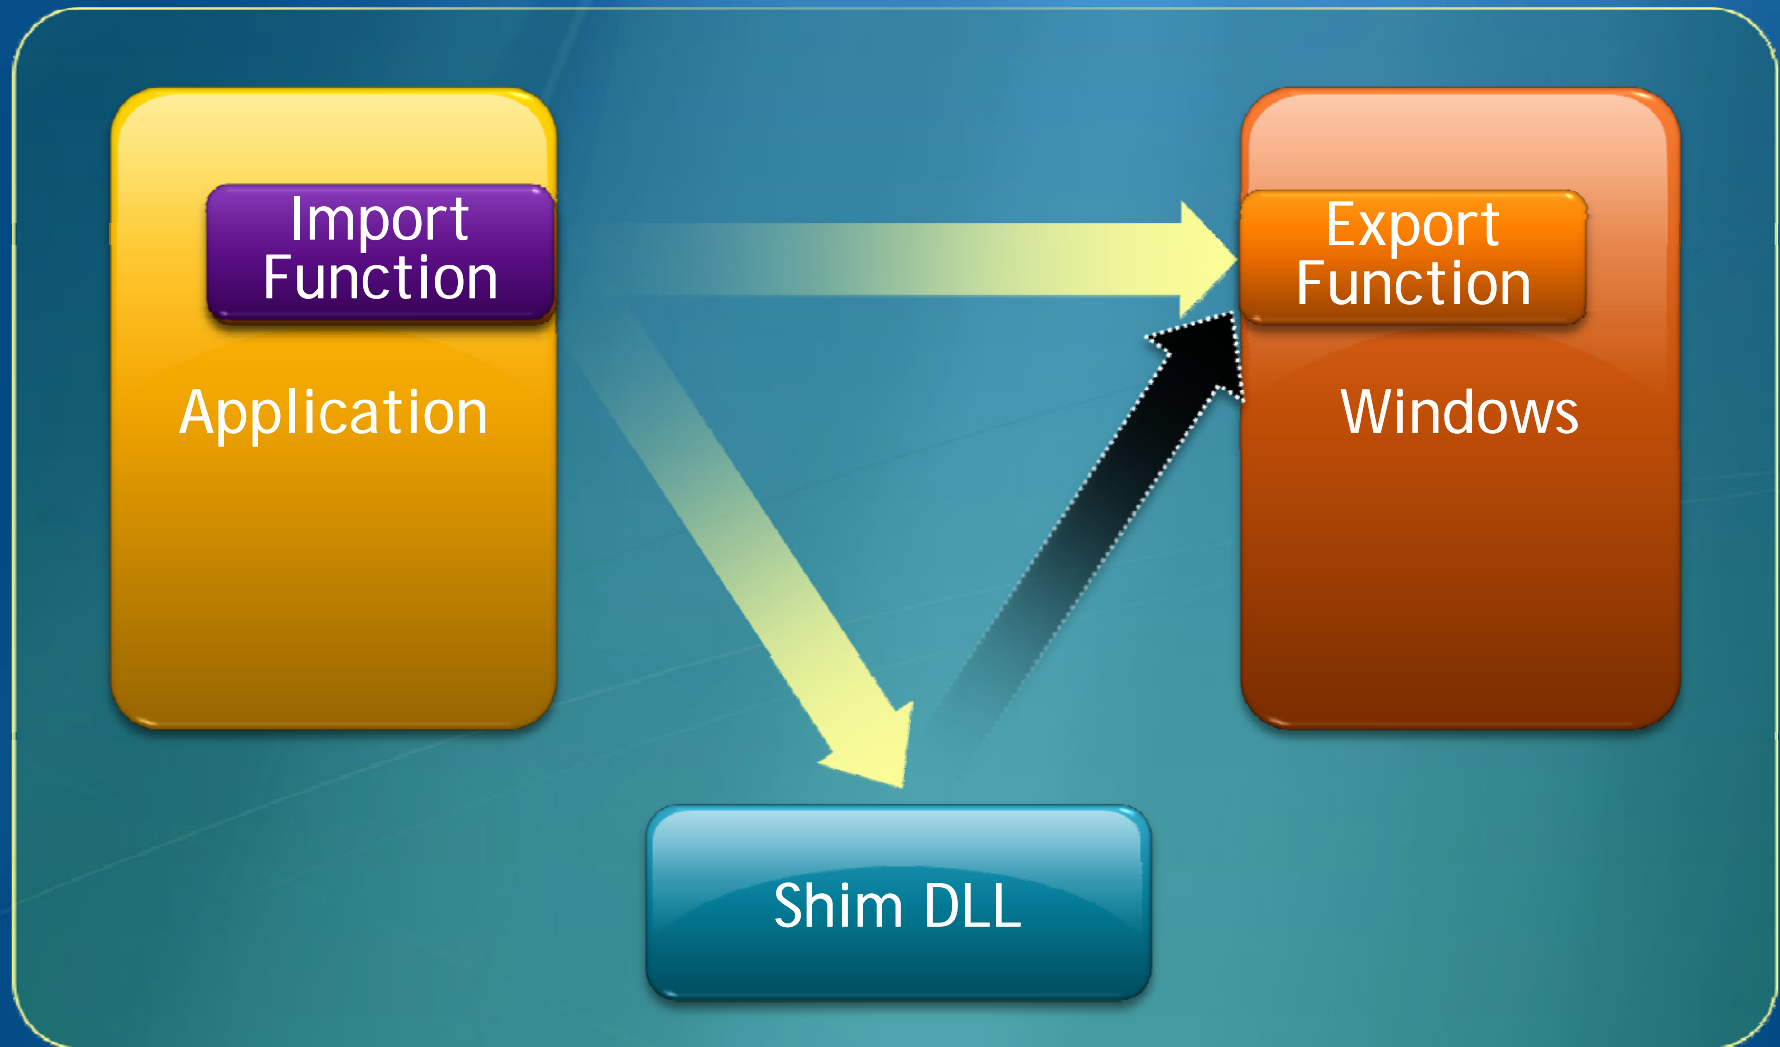 Import
Function
Application
Export
Function
Windows
Shim DLL